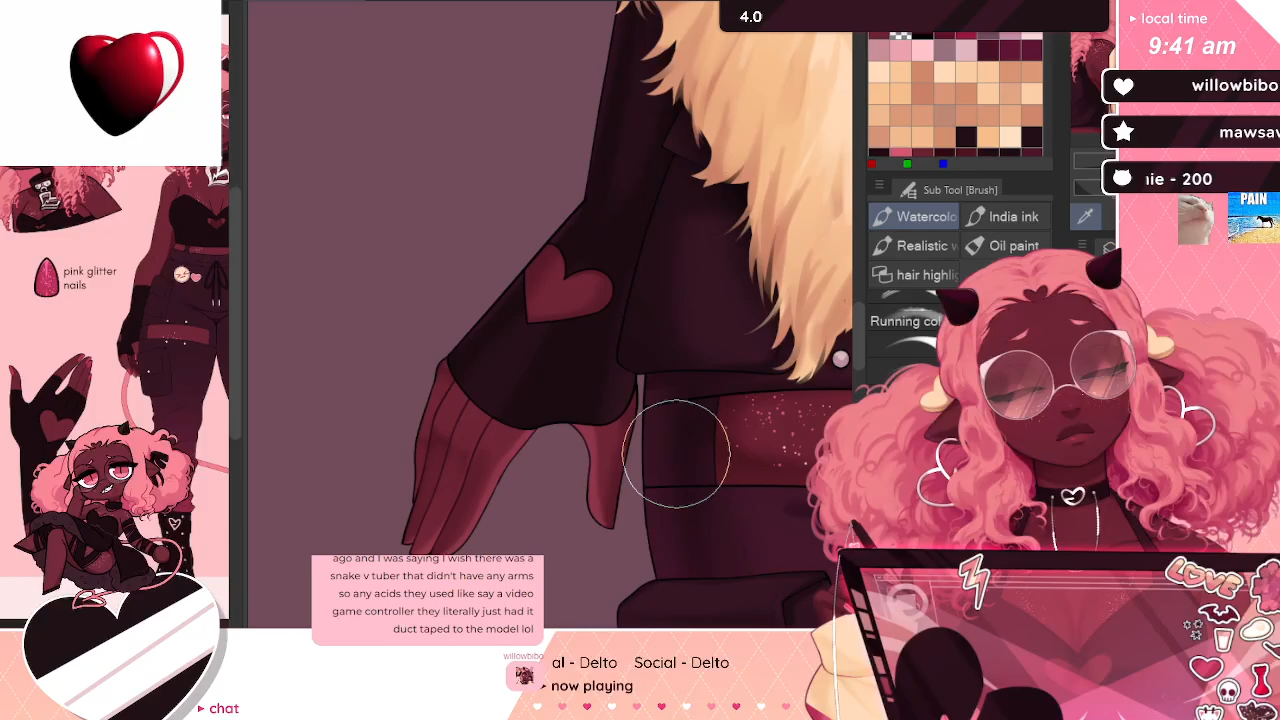 4.0
local time
9:41 am
willowbibo
mawsav
ie - 200
PAIN
Sub Tool [Brush]
Watercolo
India ink
Realistic w
Oil paint
hair highli
Running col
pink glitter
nails
ago and I was saying I wish there was a
snake v tuber that didn't have any arms
so any acids they used like say a video
game controller they literally just had it
duct taped to the model lol
willowbibo
al - Delto Social - Delto
now playing
chat
LOVE